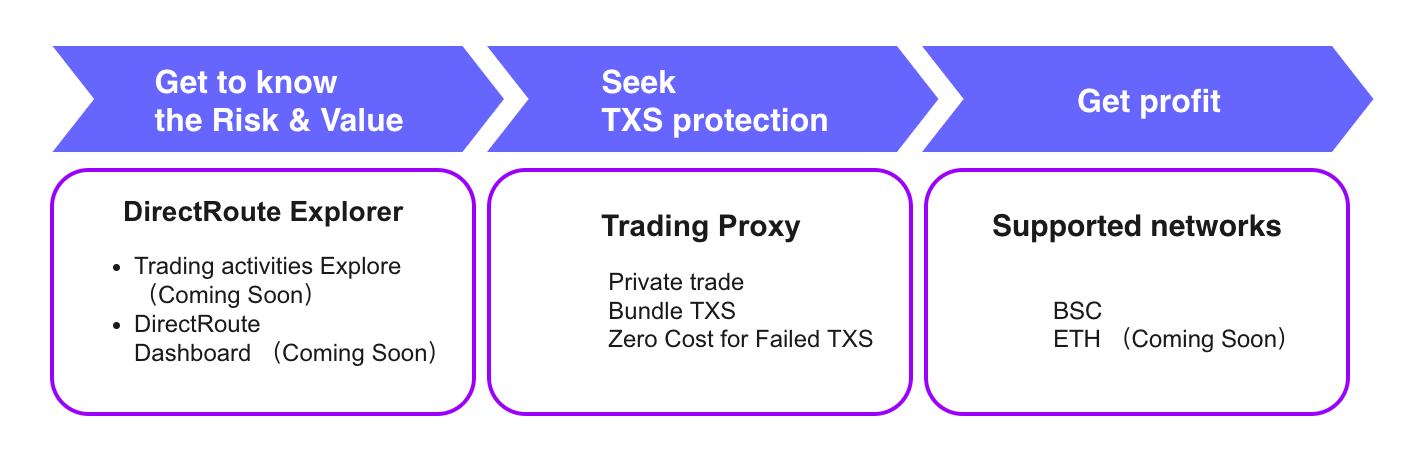 Get to know
the Risk & Value
Seek
TXS protection
Get profit
DirectRoute Explorer
• Trading activities Explore
（Coming Soon）
• DirectRoute
Dashboard （Coming Soon）
Trading Proxy
Private trade
Bundle TXS
Zero Cost for Failed TXS
Supported networks
BSC
ETH （Coming Soon）